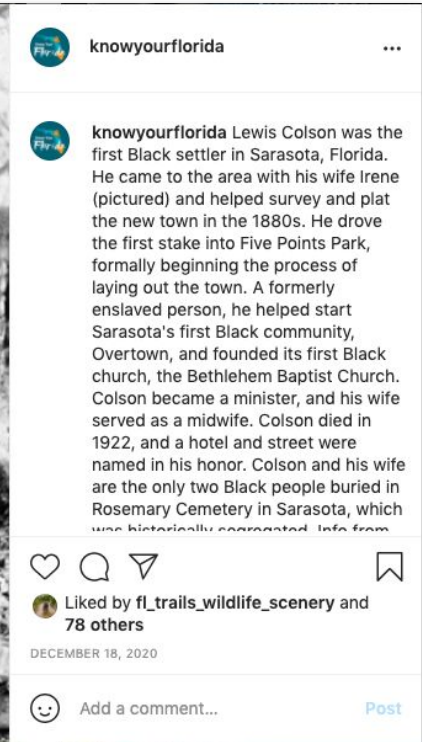 knowyourflorida
knowyourflorida Lewis Colson was the
first Black settler in Sarasota, Florida.
He came to the area with his wife Irene
(pictured) and helped survey and plat
the new town in the 1880s. He drove
the first stake into Five Points Park,
formally beginning the process of
laying out the town. A formerly
enslaved person, he helped start
Sarasota's first Black community,
Overtown, and founded its first Black
church, the Bethlehem Baptist Church.
Colson became a minister, and his wife
served as a midwife. Colson died in
1922, and a hotel and street were
named in his honor. Colson and his wife
are the only two Black people buried in
Rosemary Cemetery in Sarasota, which
was historically segregated. Info from
Liked by fl_trails_wildlife_scenery and
78 others
DECEMBER 18, 2020
Add a comment... Post